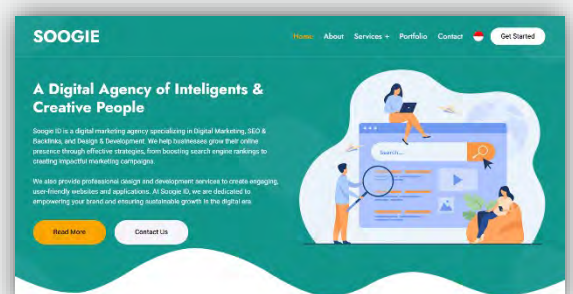 SOOGIE
Home About Services + Portfolio Contact Get Started
A Digital Agency of Inteligents &
Creative People
Soogie ID is a digital marketing agency specializing in Digital Marketing, SEO &
Backlinks, and Design & Development. We help businesses grow their online
presence through effective strategies, from boosting search engine rankings to
creating impactful marketing campaigns.
We also provide professional design and development services to create engaging,
user-friendly websites and applications. At Soogie ID, we are dedicated to
empowering your brand and ensuring sustainable growth in the digital era.
Read More Contact Us
Search...